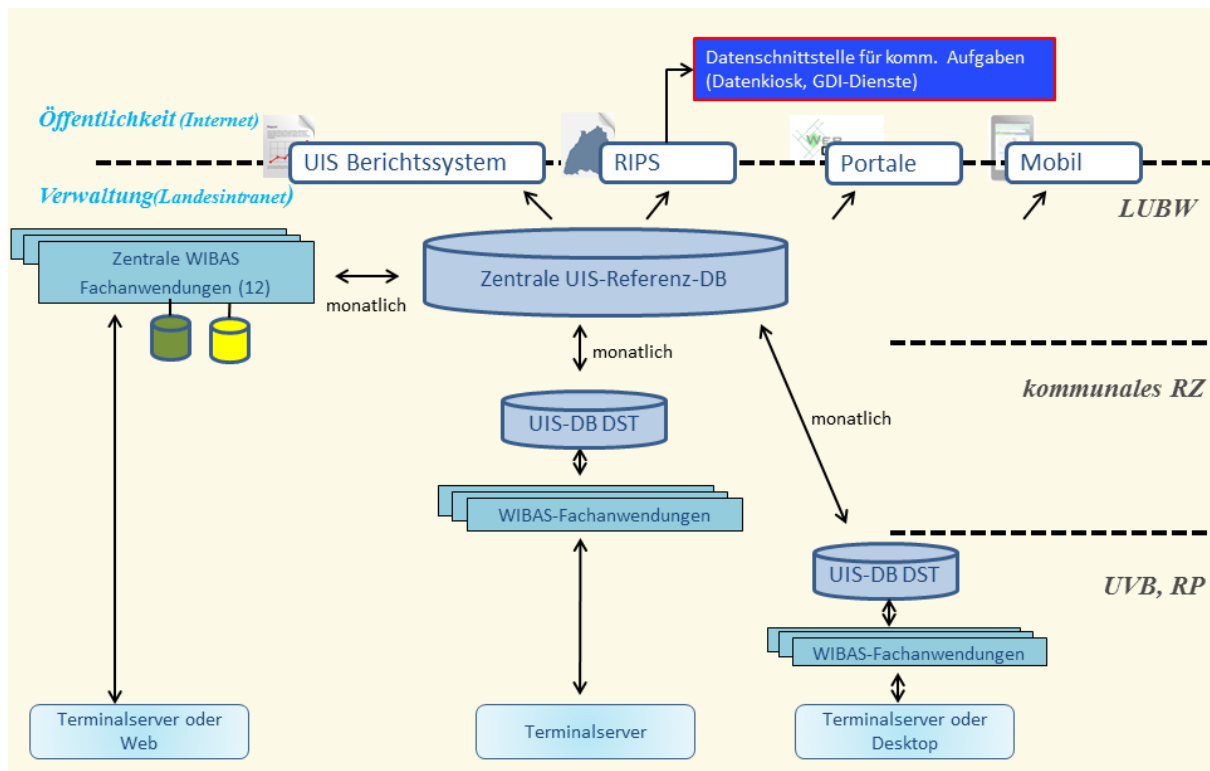 Datenschnittstelle für komm. Aufgaben
(Datenkiosk, GDI-Dienste)
Öffentlichkeit (Internet)
UIS Berichtssystem
RIPS
Portale
Mobil
Verwaltung(Landesintranet)
LUBW
Zentrale WIBAS
Fachanwendungen (12)
monatlich
Zentrale UIS-Referenz-DB
monatlich
kommunales RZ
UIS-DB DST
monatlich
WIBAS-Fachanwendungen
UIS-DB DST
UVB, RP
WIBAS-Fachanwendungen
Terminalserver oder
Web
Terminalserver
Terminalserver oder
Desktop